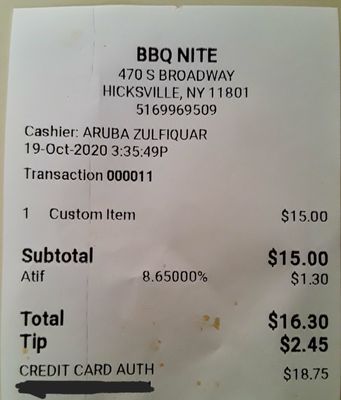 BBQ NITE
470 S BROADWAY
HICKSVILLE, NY 11801
5169969509
Cashier: ARUBA ZULFIQUAR
19-Oct-2020 3:35:49P
Transaction 000011
1 Custom Item $15.00
Subtotal $15.00
Atif 8.65000% $1.30
Total $16.30
Tip $2.45
CREDIT CARD AUTH $18.75